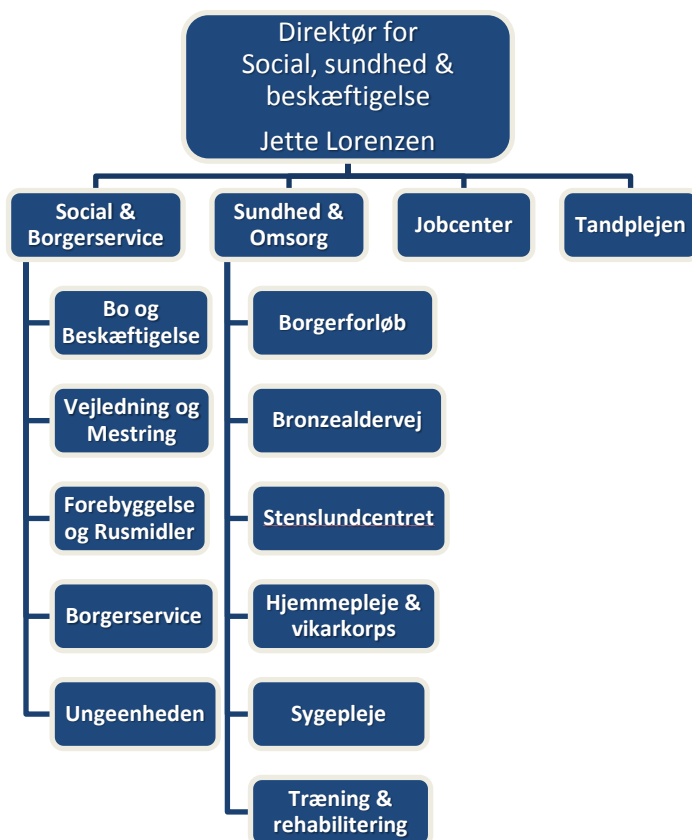 Direktør for
Social, sundhed &
beskæftigelse
Jette Lorenzen
Social &
Borgerservice
Sundhed &
Omsorg
Jobcenter
Tandplejen
Bo og
Beskæftigelse
Vejledning og
Mestring
Forebyggelse
og Rusmidler
Borgerservice
Ungeenheden
Borgerforløb
Bronzealdervej
Stenslundcentret
Hjemmepleje &
vikarkorps
Sygepleje
Træning &
rehabilitering